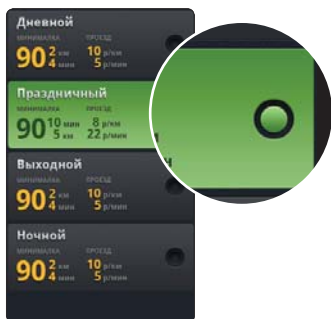 Дневной
МИНИМАЛКА ПРОЕЗД
90 2 км 10 р/км
4 мин 5 р/мин
Праздничный
МИНИМАЛКА ПРОЕЗД
90 10 мин 8 р/км
5 км 22 р/мин
Выходной
МИНИМАЛКА ПРОЕЗД
90 2 км 10 р/км
4 мин 5 р/мин
Ночной
МИНИМАЛКА ПРОЕЗД
90 2 км 10 р/км
4 мин 5 р/мин